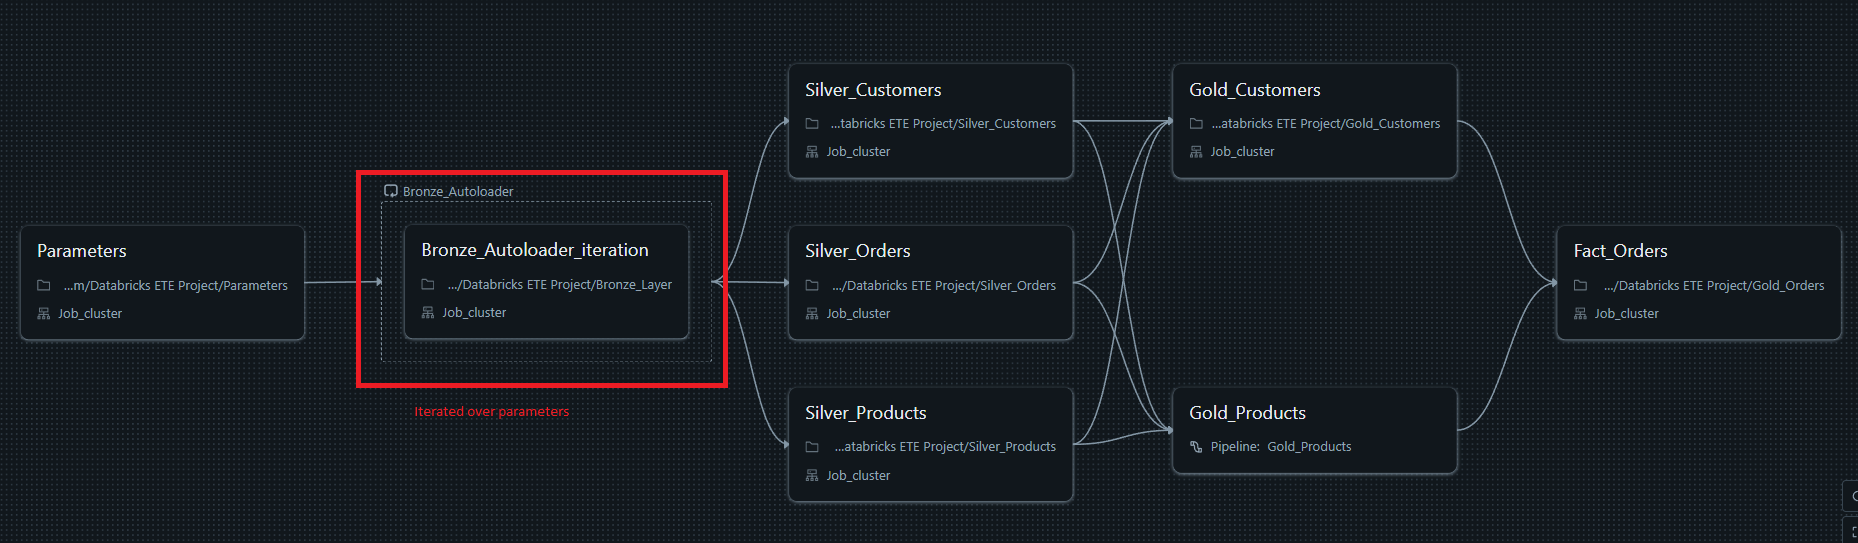 Parameters
...m/Databricks ETE Project/Parameters
Job_cluster
Bronze_Autoloader
Bronze_Autoloader_iteration
.../Databricks ETE Project/Bronze_Layer
Job_cluster
Iterated over parameters
Silver_Customers
...tabricks ETE Project/Silver_Customers
Job_cluster
Silver_Orders
.../Databricks ETE Project/Silver_Orders
Job_cluster
Silver_Products
...atabricks ETE Project/Silver_Products
Job_cluster
Gold_Customers
...atabricks ETE Project/Gold_Customers
Job_cluster
Gold_Products
Pipeline: Gold_Products
Fact_Orders
.../Databricks ETE Project/Gold_Orders
Job_cluster